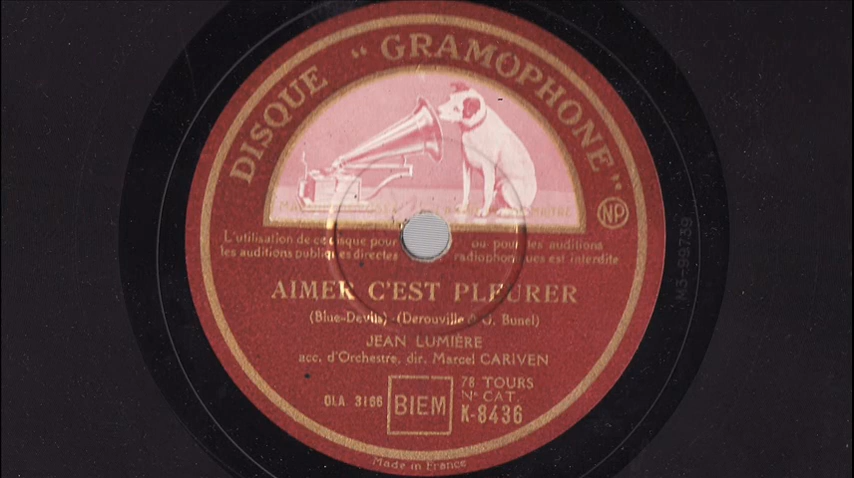 DISQUE "GRAMOPHONE"
NP
L'utilisation de ce disque pour ou pour les auditions
les auditions publiques directes radiophoniques est interdite
AIMER C'EST PLEURER
(Blue-Devils)-(Derouville & G. Bunel)
JEAN LUMIÈRE
acc. d'Orchestre, dir. Marcel CARIVEN
OLA 3166
BIEM
78 TOURS
N° CAT.
K-8436
Made in France
M3-99739